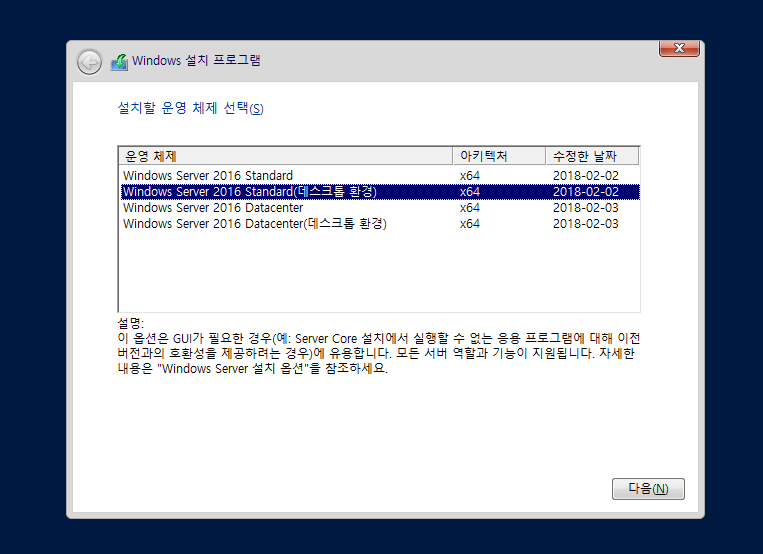 Windows 설치 프로그램
설치할 운영 체제 선택(S)
운영 체제 아키텍처 수정한 날짜
Windows Server 2016 Standard x64 2018-02-02
Windows Server 2016 Standard(데스크톱 환경) x64 2018-02-02
Windows Server 2016 Datacenter x64 2018-02-03
Windows Server 2016 Datacenter(데스크톱 환경) x64 2018-02-03
설명:
이 옵션은 GUI가 필요한 경우(예: Server Core 설치에서 실행할 수 없는 응용 프로그램에 대해 이전
버전과의 호환성을 제공하려는 경우)에 유용합니다. 모든 서버 역할과 기능이 지원됩니다. 자세한
내용은 "Windows Server 설치 옵션"을 참조하세요.
다음(N)